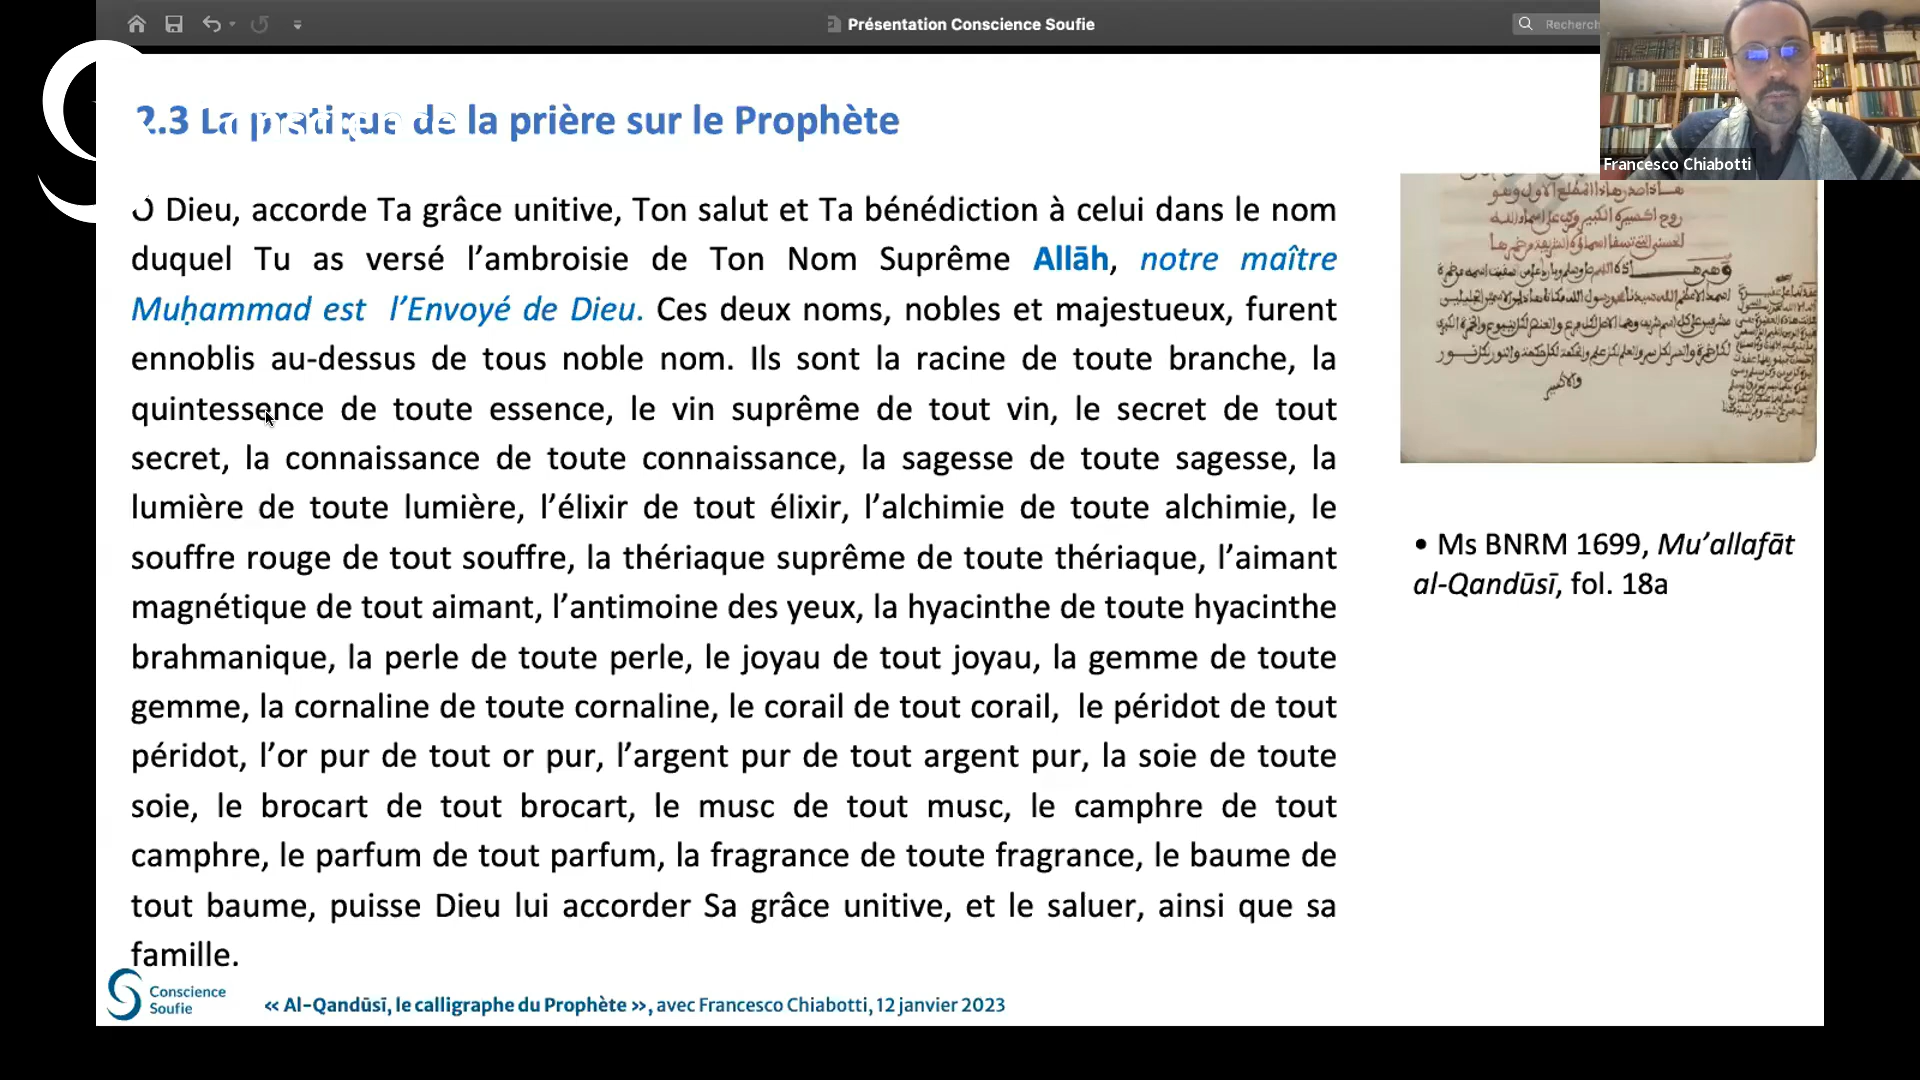 Présentation Conscience Soufie
Recherch
Francesco Chiabotti
2.3 La de la prière sur le Prophète
Ô Dieu, accorde Ta grâce unitive, Ton salut et Ta bénédiction à celui dans le nom
duquel Tu as versé l’ambroisie de Ton Nom Suprême Allāh, notre maître
Muḥammad est l’Envoyé de Dieu. Ces deux noms, nobles et majestueux, furent
ennoblis au-dessus de tous noble nom. Ils sont la racine de toute branche, la
quintessence de toute essence, le vin suprême de tout vin, le secret de tout
secret, la connaissance de toute connaissance, la sagesse de toute sagesse, la
lumière de toute lumière, l’élixir de tout élixir, l’alchimie de toute alchimie, le
souffre rouge de tout souffre, la thériaque suprême de toute thériaque, l’aimant
magnétique de tout aimant, l’antimoine des yeux, la hyacinthe de toute hyacinthe
brahmanique, la perle de toute perle, le joyau de tout joyau, la gemme de toute
gemme, la cornaline de toute cornaline, le corail de tout corail, le péridot de tout
péridot, l’or pur de tout or pur, l’argent pur de tout argent pur, la soie de toute
soie, le brocart de tout brocart, le musc de tout musc, le camphre de tout
camphre, le parfum de tout parfum, la fragrance de toute fragrance, le baume de
tout baume, puisse Dieu lui accorder Sa grâce unitive, et le saluer, ainsi que sa
famille.
• Ms BNRM 1699, Mu’allafāt
al-Qandūsī, fol. 18a
Conscience
Soufie
« Al-Qandūsī, le calligraphe du Prophète », avec Francesco Chiabotti, 12 janvier 2023